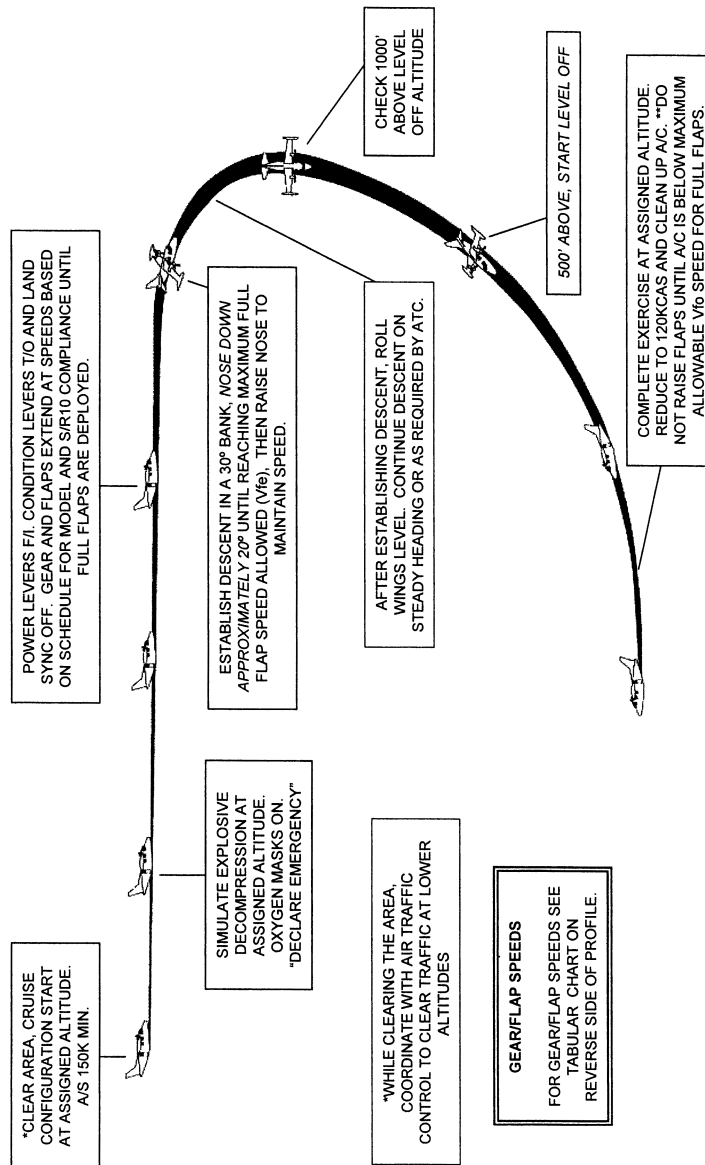 *CLEAR AREA, CRUISE
CONFIGURATION START
AT ASSIGNED ALTITUDE.
A/S 150K MIN.
SIMULATE EXPLOSIVE
DECOMPRESSION AT
ASSIGNED ALTITUDE.
OXYGEN MASKS ON.
"DECLARE EMERGENCY"
POWER LEVERS F/I. CONDITION LEVERS T/O AND LAND
SYNC OFF. GEAR AND FLAPS EXTEND AT SPEEDS BASED
ON SCHEDULE FOR MODEL AND S/R10 COMPLIANCE UNTIL
FULL FLAPS ARE DEPLOYED.
ESTABLISH DESCENT IN A 30º BANK, NOSE DOWN
APPROXIMATELY 20º UNTIL REACHING MAXIMUM FULL
FLAP SPEED ALLOWED (Vfe), THEN RAISE NOSE TO
MAINTAIN SPEED.
AFTER ESTABLISHING DESCENT, ROLL
WINGS LEVEL. CONTINUE DESCENT ON
STEADY HEADING OR AS REQUIRED BY ATC.
CHECK 1000'
ABOVE LEVEL
OFF ALTITUDE
500' ABOVE, START LEVEL OFF
COMPLETE EXERCISE AT ASSIGNED ALTITUDE.
REDUCE TO 120KCAS AND CLEAN UP A/C. **DO
NOT RAISE FLAPS UNTIL A/C IS BELOW MAXIMUM
ALLOWABLE Vfo SPEED FOR FULL FLAPS.
*WHILE CLEARING THE AREA,
COORDINATE WITH AIR TRAFFIC
CONTROL TO CLEAR TRAFFIC AT LOWER
ALTITUDES
GEAR/FLAP SPEEDS
FOR GEAR/FLAP SPEEDS SEE
TABULAR CHART ON
REVERSE SIDE OF PROFILE.